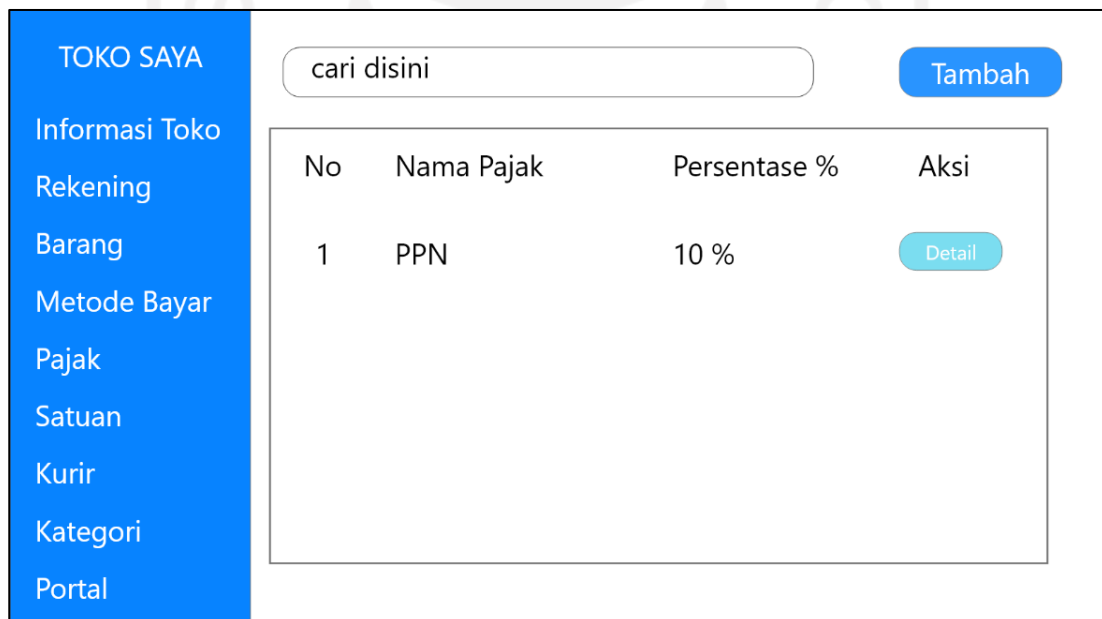 TOKO SAYA
Informasi Toko
Rekening
Barang
Metode Bayar
Pajak
Satuan
Kurir
Kategori
Portal
cari disini
Tambah
No Nama Pajak Persentase % Aksi
1 PPN 10 % Detail